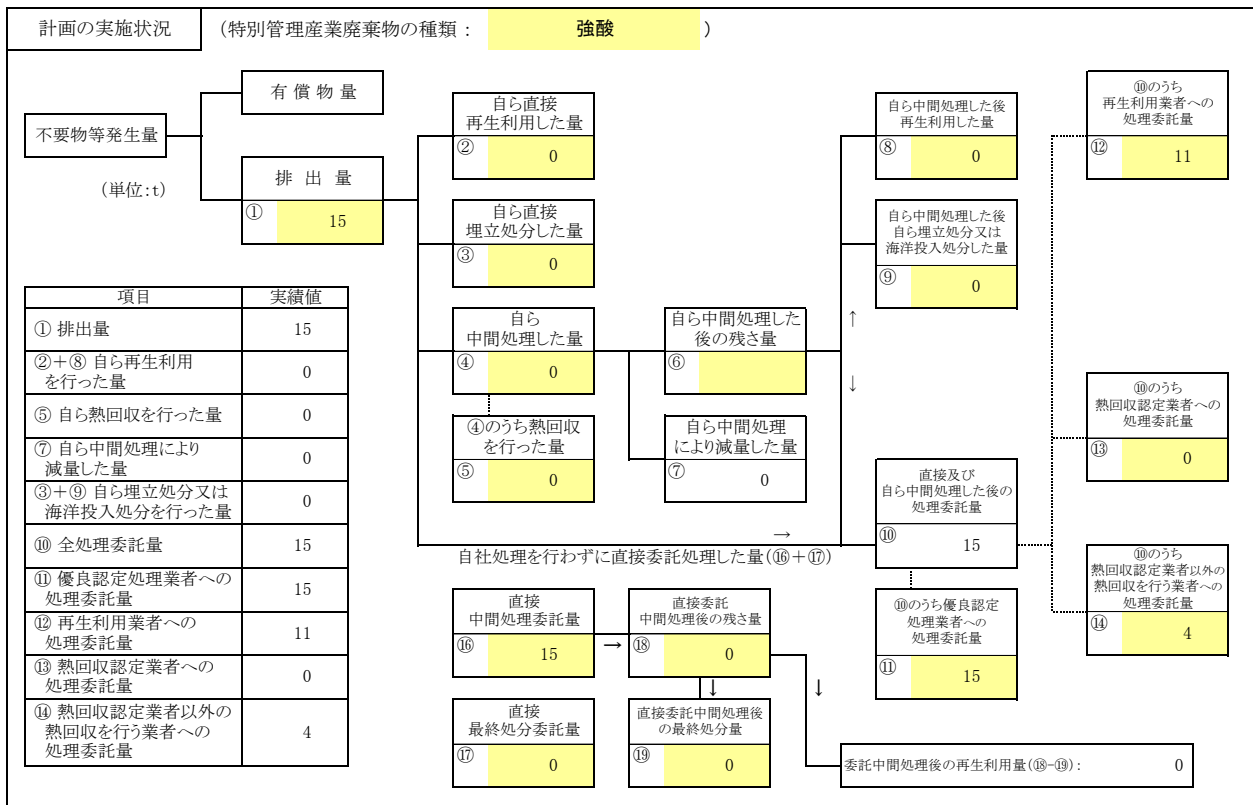 計画の実施状況 (特別管理産業廃棄物の種類： 強酸 )
有償物量
不要物等発生量
(単位:t)
排出量
① 15
自ら直接
再生利用した量
② 0
自ら直接
埋立処分した量
③ 0
自ら
中間処理した量
④ 0
④のうち熱回収
を行った量
⑤ 0
自ら中間処理した
後の残さ量
⑥
自ら中間処理
により減量した量
⑦ 0
自ら中間処理した後
再生利用した量
⑧ 0
自ら中間処理した後
自ら埋立処分又は
海洋投入処分した量
⑨ 0
↑
↓
直接及び
自ら中間処理した後の
処理委託量
⑩ 15
⑩のうち優良認定
処理業者への
処理委託量
⑪ 15
⑩のうち
再生利用業者への
処理委託量
⑫ 11
⑩のうち
熱回収認定業者への
処理委託量
⑬ 0
⑩のうち
熱回収認定業者以外の
熱回収を行う業者への
処理委託量
⑭ 4
→
自社処理を行わずに直接委託処理した量(⑯+⑰)
直接
中間処理委託量
⑯ 15
→
直接委託
中間処理後の残さ量
⑱ 0
↓
↓
直接
最終処分委託量
⑰ 0
直接委託中間処理後
の最終処分量
⑲ 0
委託中間処理後の再生利用量(⑱-⑲)： 0
項目 実績値
① 排出量 15
②+⑧ 自ら再生利用
を行った量 0
⑤ 自ら熱回収を行った量 0
⑦ 自ら中間処理により
減量した量 0
③+⑨ 自ら埋立処分又は
海洋投入処分を行った量 0
⑩ 全処理委託量 15
⑪ 優良認定処理業者への
処理委託量 15
⑫ 再生利用業者への
処理委託量 11
⑬ 熱回収認定業者への
処理委託量 0
⑭ 熱回収認定業者以外の
熱回収を行う業者への
処理委託量 4